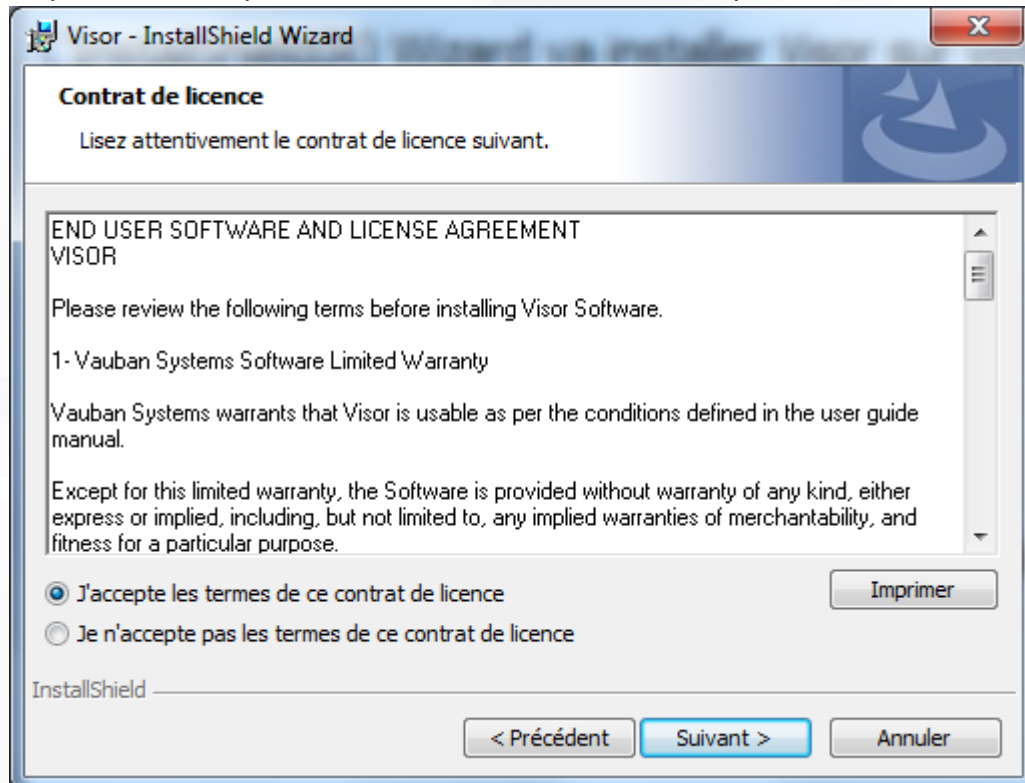 Visor - InstallShield Wizard
Contrat de licence
Lisez attentivement le contrat de licence suivant.
END USER SOFTWARE AND LICENSE AGREEMENT
VISOR
Please review the following terms before installing Visor Software.
1- Vauban Systems Software Limited Warranty
Vauban Systems warrants that Visor is usable as per the conditions defined in the user guide
manual.
Except for this limited warranty, the Software is provided without warranty of any kind, either
express or implied, including, but not limited to, any implied warranties of merchantability, and
fitness for a particular purpose.
J'accepte les termes de ce contrat de licence
Imprimer
Je n'accepte pas les termes de ce contrat de licence
InstallShield
< Précédent
Suivant >
Annuler